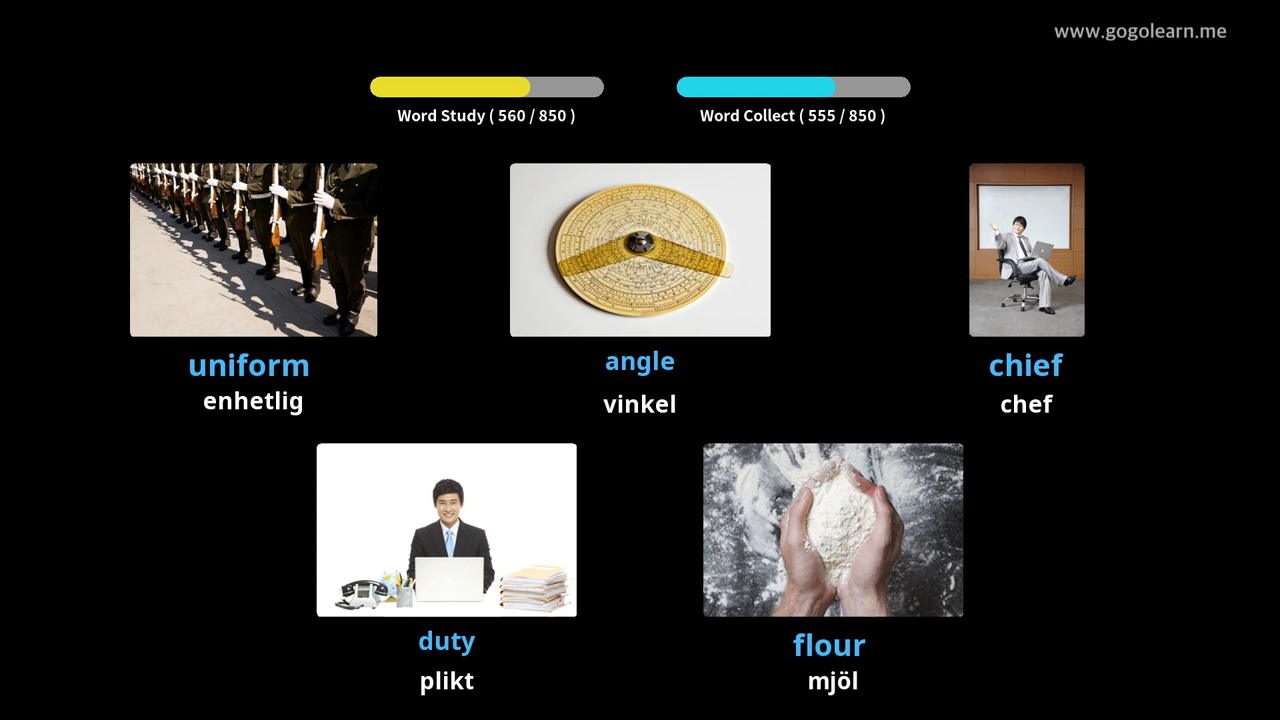 www.gogolearn.me
Word Study ( 560 / 850 )
Word Collect ( 555 / 850 )
uniform
enhetlig
angle
vinkel
chief
chef
duty
plikt
flour
mjöl